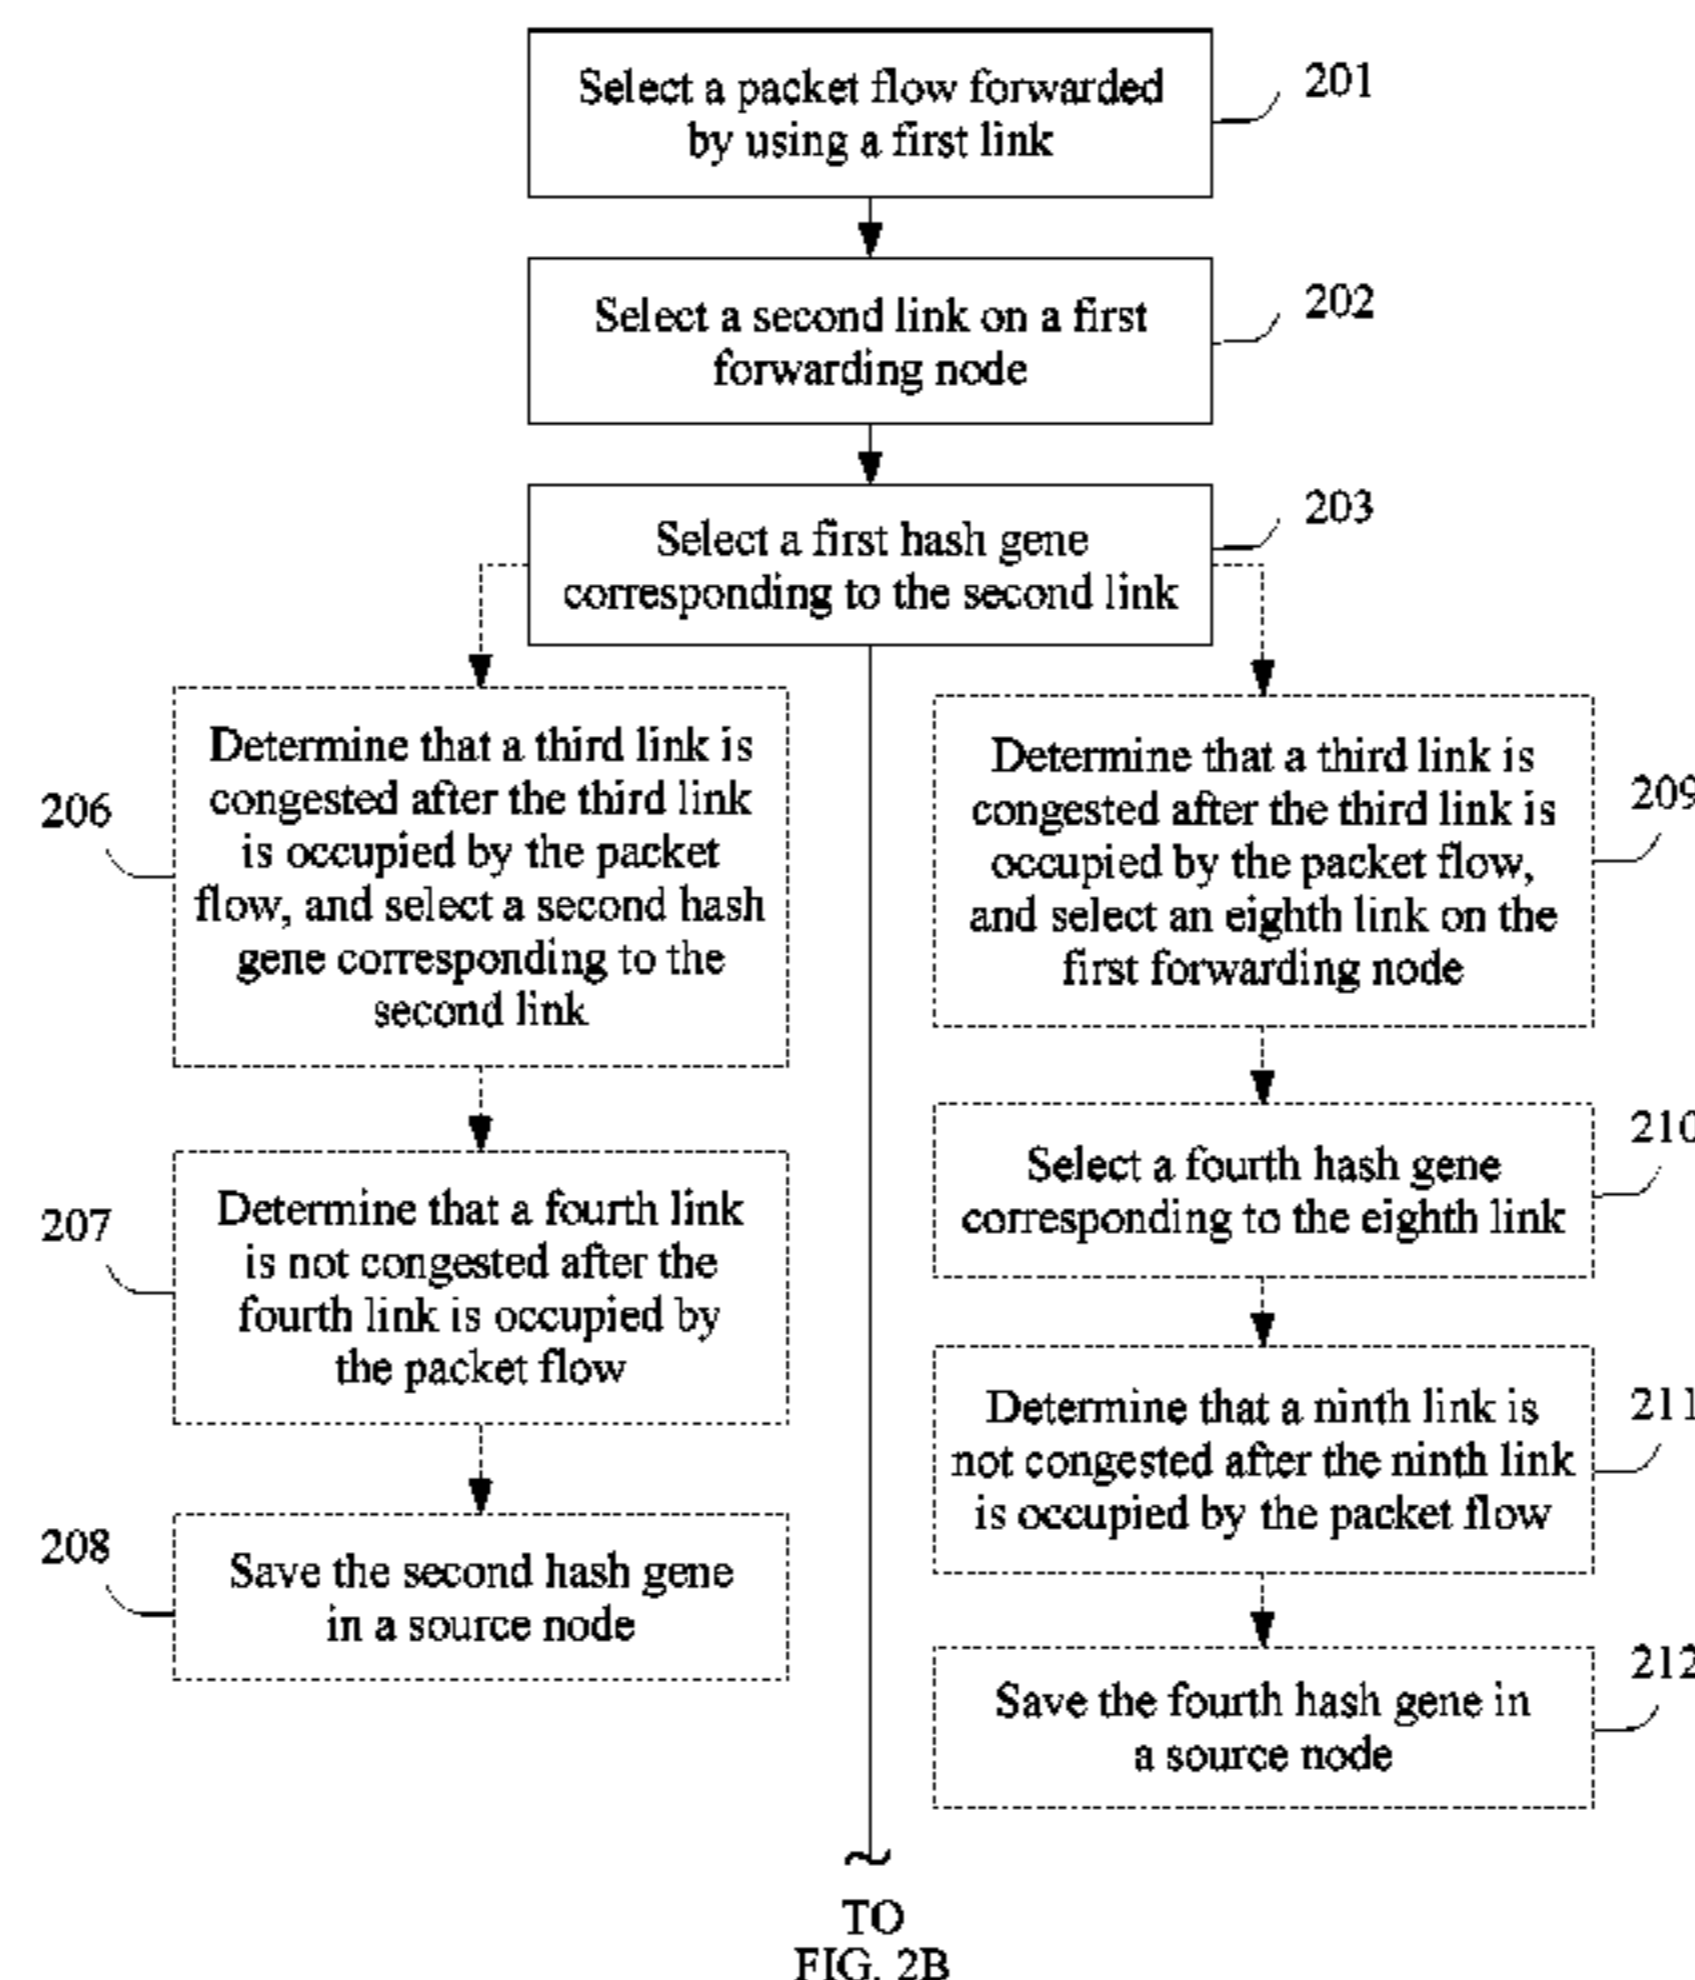 Select a packet flow forwarded
by using a first link
201
Select a second link on a first
forwarding node
202
Select a first hash gene
corresponding to the second link
203
206
Determine that a third link is
congested after the third link
is occupied by the packet
flow, and select a second hash
gene corresponding to the
second link
207
Determine that a fourth link
is not congested after the
fourth link is occupied by
the packet flow
208
Save the second hash gene
in a source node
Determine that a third link is
congested after the third link is
occupied by the packet flow,
and select an eighth link on the
first forwarding node
209
Select a fourth hash gene
corresponding to the eighth link
210
Determine that a ninth link is
not congested after the ninth link
is occupied by the packet flow
211
Save the fourth hash gene in
a source node
212
TO
FIG. 2B